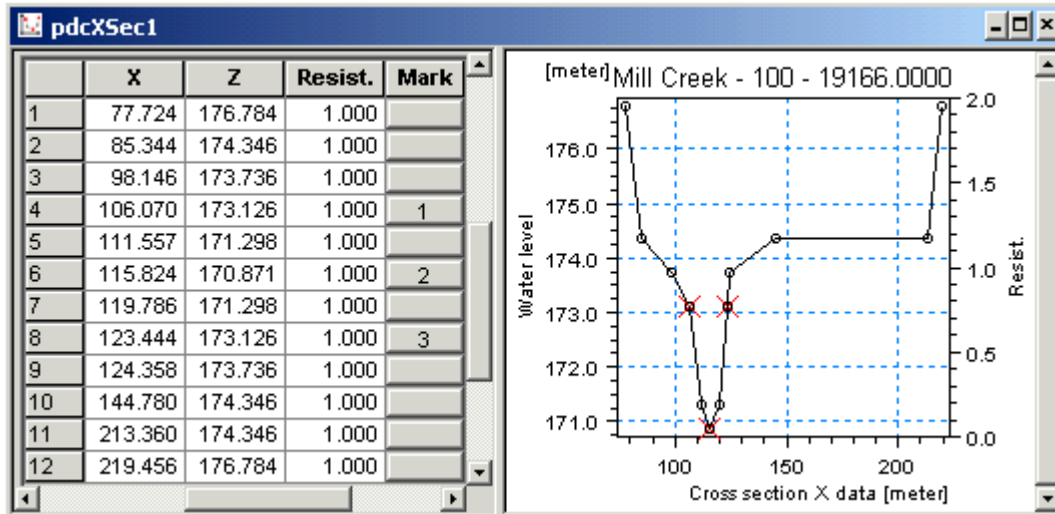 pdcXSec1
X Z Resist. Mark
1 77.724 176.784 1.000
2 85.344 174.346 1.000
3 98.146 173.736 1.000
4 106.070 173.126 1.000 1
5 111.557 171.298 1.000
6 115.824 170.871 1.000 2
7 119.786 171.298 1.000
8 123.444 173.126 1.000 3
9 124.358 173.736 1.000
10 144.780 174.346 1.000
11 213.360 174.346 1.000
12 219.456 176.784 1.000
[meter] Mill Creek - 100 - 19166.0000
Water level
176.0
175.0
174.0
173.0
172.0
171.0
2.0
1.5
1.0
0.5
0.0
Resist.
100 150 200
Cross section X data [meter]